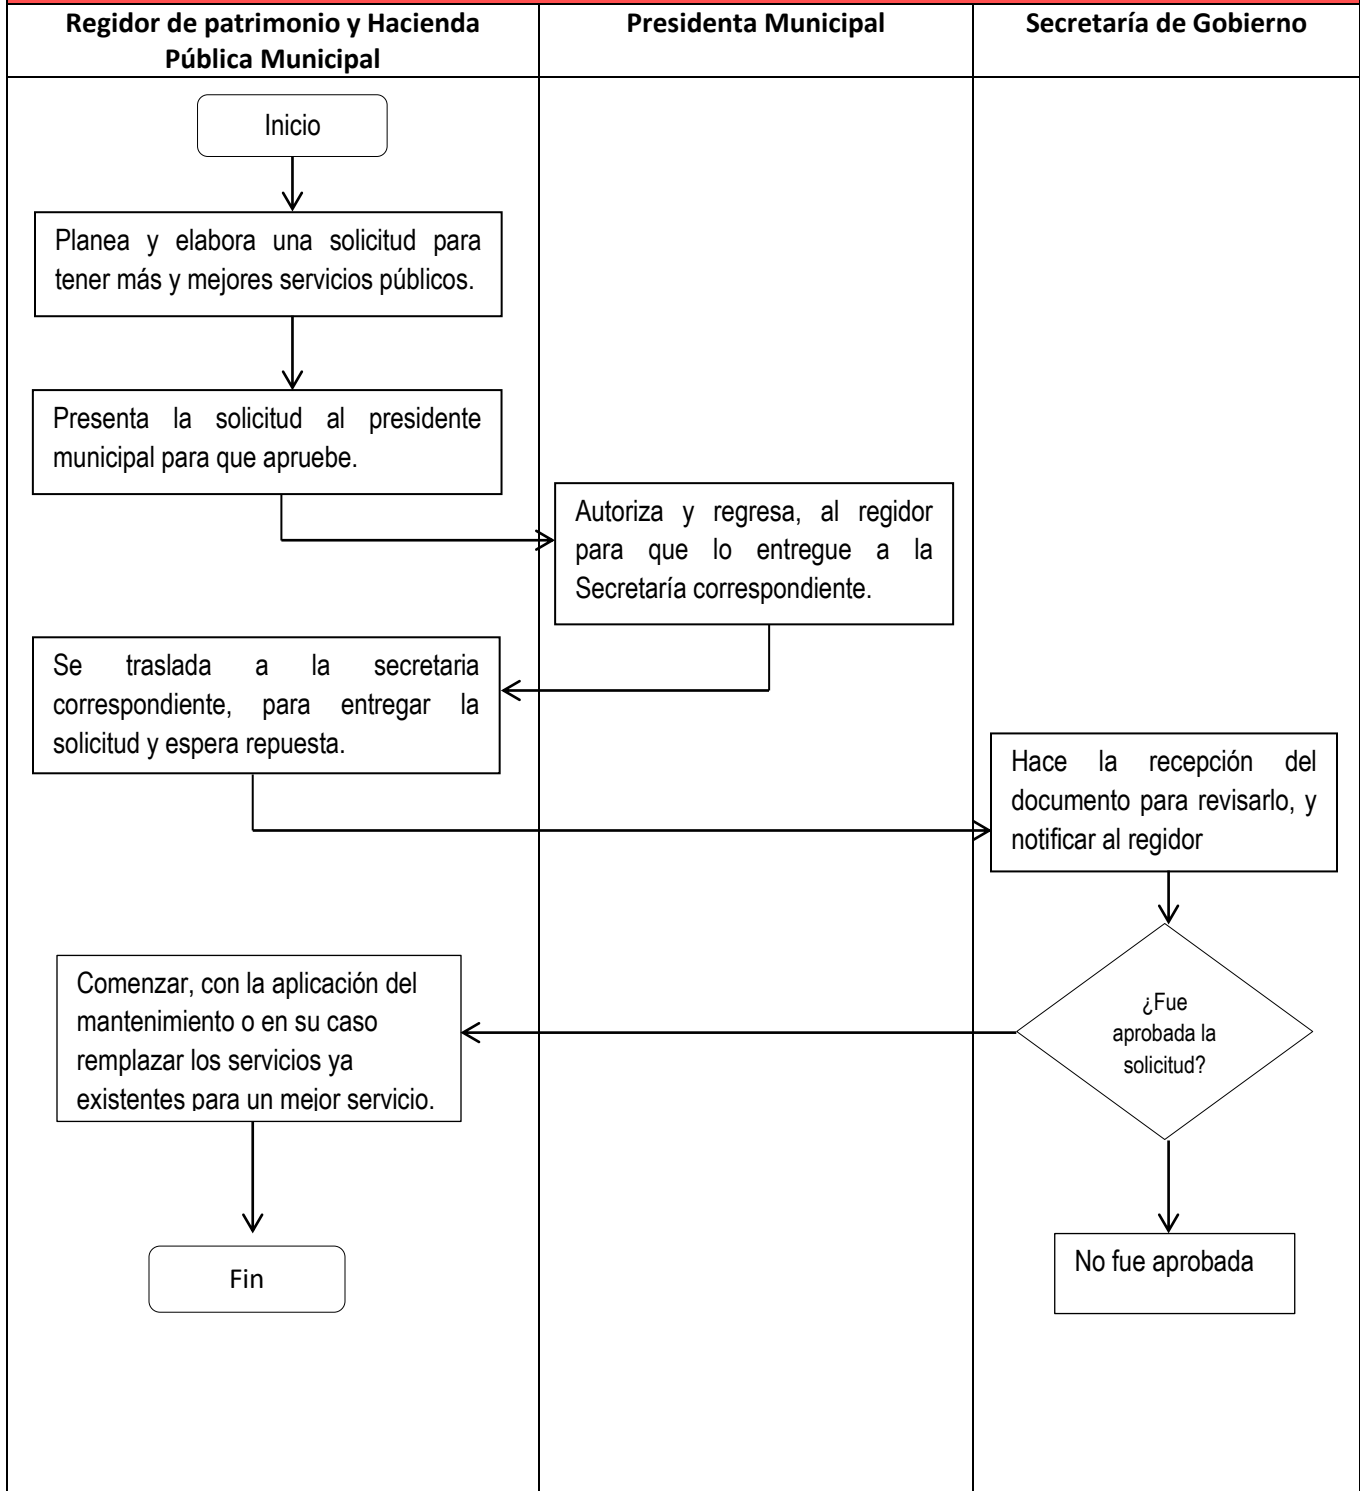 Regidor de patrimonio y Hacienda
Pública Municipal
Presidenta Municipal
Secretaría de Gobierno
Inicio
Planea y elabora una solicitud para
tener más y mejores servicios públicos.
Presenta la solicitud al presidente
municipal para que apruebe.
Autoriza y regresa, al regidor
para que lo entregue a la
Secretaría correspondiente.
Se traslada a la secretaria
correspondiente, para entregar la
solicitud y espera repuesta.
Hace la recepción del
documento para revisarlo, y
notificar al regidor
¿Fue
aprobada la
solicitud?
Comenzar, con la aplicación del
mantenimiento o en su caso
remplazar los servicios ya
existentes para un mejor servicio.
No fue aprobada
Fin